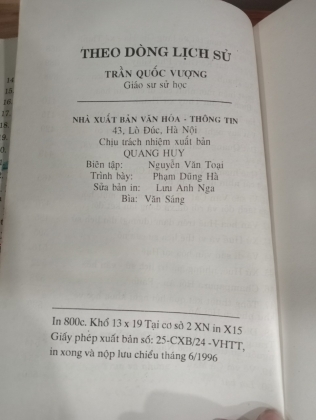 THEO DÒNG LỊCH SỬ
TRẦN QUỐC VƯỢNG
Giáo sư sử học
NHÀ XUẤT BẢN VĂN HÓA - THÔNG TIN
43, Lò Đúc, Hà Nội
Chịu trách nhiệm xuất bản
QUANG HUY
Biên tập: Nguyễn Văn Toại
Trình bày: Phạm Dũng Hà
Sửa bản in: Lưu Anh Nga
Bìa: Văn Sáng
In 800c. Khổ 13 x 19 Tại cơ sở 2 XN in X15
Giấy phép xuất bản số: 25-CXB/24 -VHTT,
in xong và nộp lưu chiểu tháng 6/1996